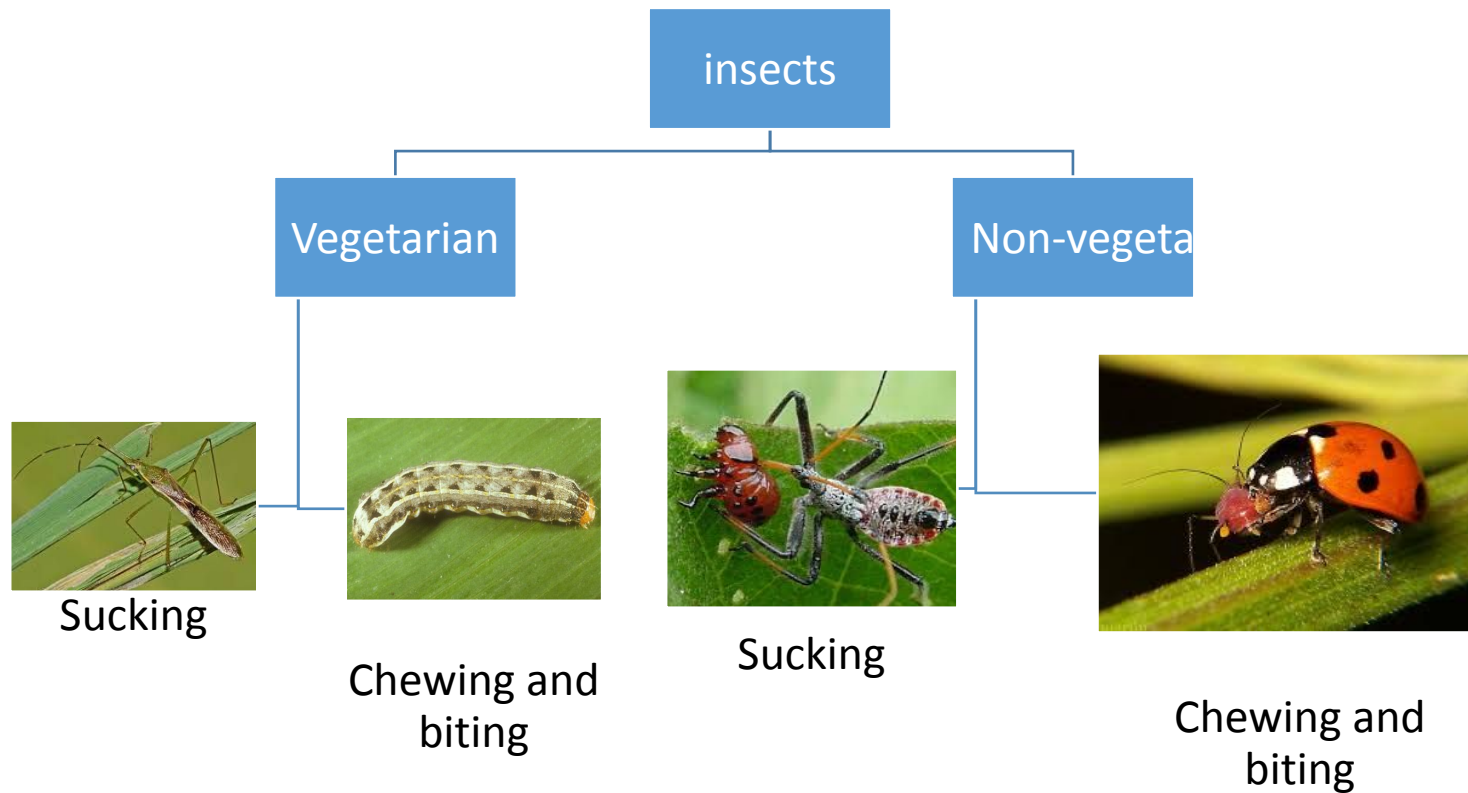 insects
Vegetarian
Non-vegeta
Sucking
Chewing and
biting
Sucking
Chewing and
biting